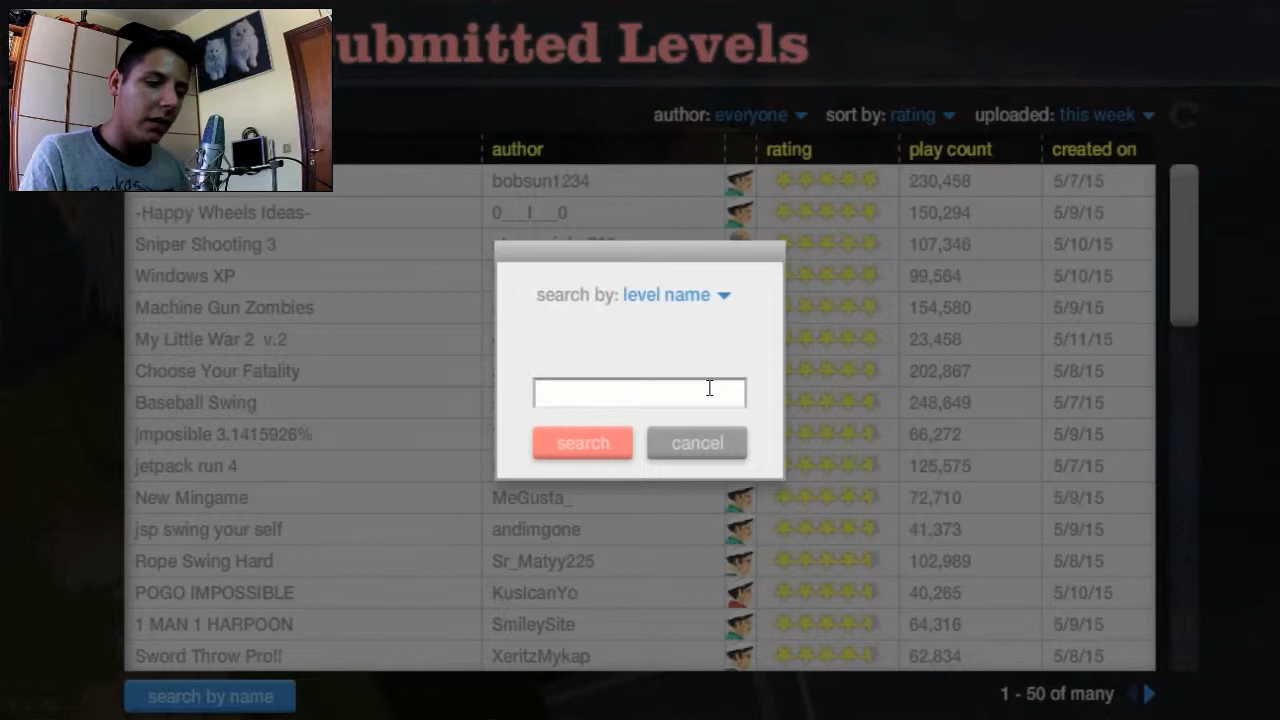 ubmitted Levels
author: everyone sort by: rating uploaded: this week
author rating play count created on
bobsun1234 230,458 5/7/15
-Happy Wheels Ideas- 0___I___0 150,294 5/9/15
Sniper Shooting 3 107,346 5/10/15
Windows XP 99,564 5/10/15
Machine Gun Zombies 154,580 5/9/15
My Little War 2 v.2 23,458 5/11/15
Choose Your Fatality 202,867 5/8/15
Baseball Swing 248,649 5/7/15
jmposible 3.1415926% 66,272 5/9/15
jetpack run 4 125,575 5/7/15
New Mingame MeGusta_ 72,710 5/9/15
jsp swing your self andimgone 41,373 5/9/15
Rope Swing Hard Sr_Matyy225 102,989 5/8/15
POGO IMPOSSIBLE KusIcanYo 40,265 5/10/15
1 MAN 1 HARPOON SmileySite 64,316 5/9/15
Sword Throw Pro!! XeritzMykap 62,834 5/8/15
search by: level name
search cancel
search by name 1 - 50 of many